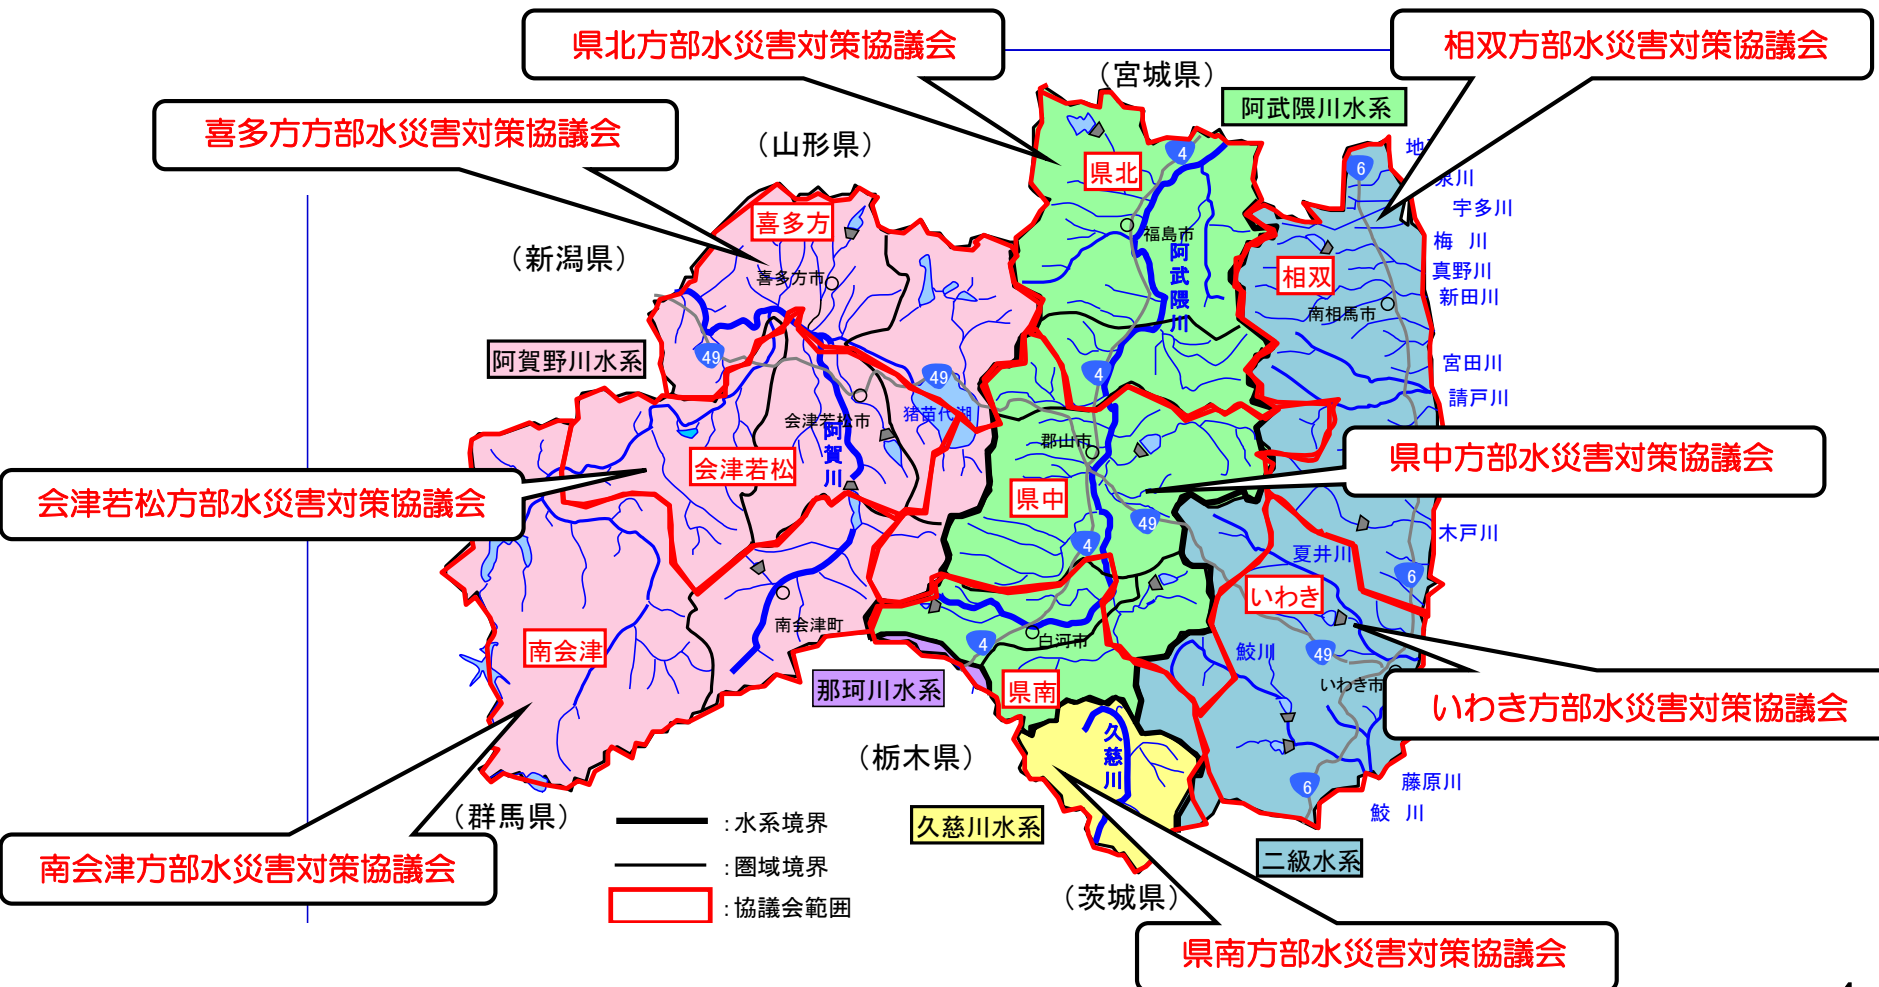 県北方部水災害対策協議会
相双方部水災害対策協議会
（宮城県）
阿武隈川水系
喜多方方部水災害対策協議会
（山形県）
地
泉川
県北
4
6
宇多川
喜多方
福島市
梅 川
（新潟県）
阿武隈川
相双
真野川
喜多方市
新田川
南相馬市
阿賀野川水系
49
49
4
宮田川
猪苗代湖
請戸川
会津若松市
阿賀川
郡山市
県中方部水災害対策協議会
会津若松
会津若松方部水災害対策協議会
県中
49
4
木戸川
夏井川
6
いわき
南会津町
白河市
南会津
4
鮫川
49
那珂川水系
県南
いわき市
いわき方部水災害対策協議会
久慈川
（栃木県）
6
藤原川
鮫 川
（群馬県）
：水系境界
久慈川水系
二級水系
南会津方部水災害対策協議会
：圏域境界
（茨城県）
：協議会範囲
県南方部水災害対策協議会